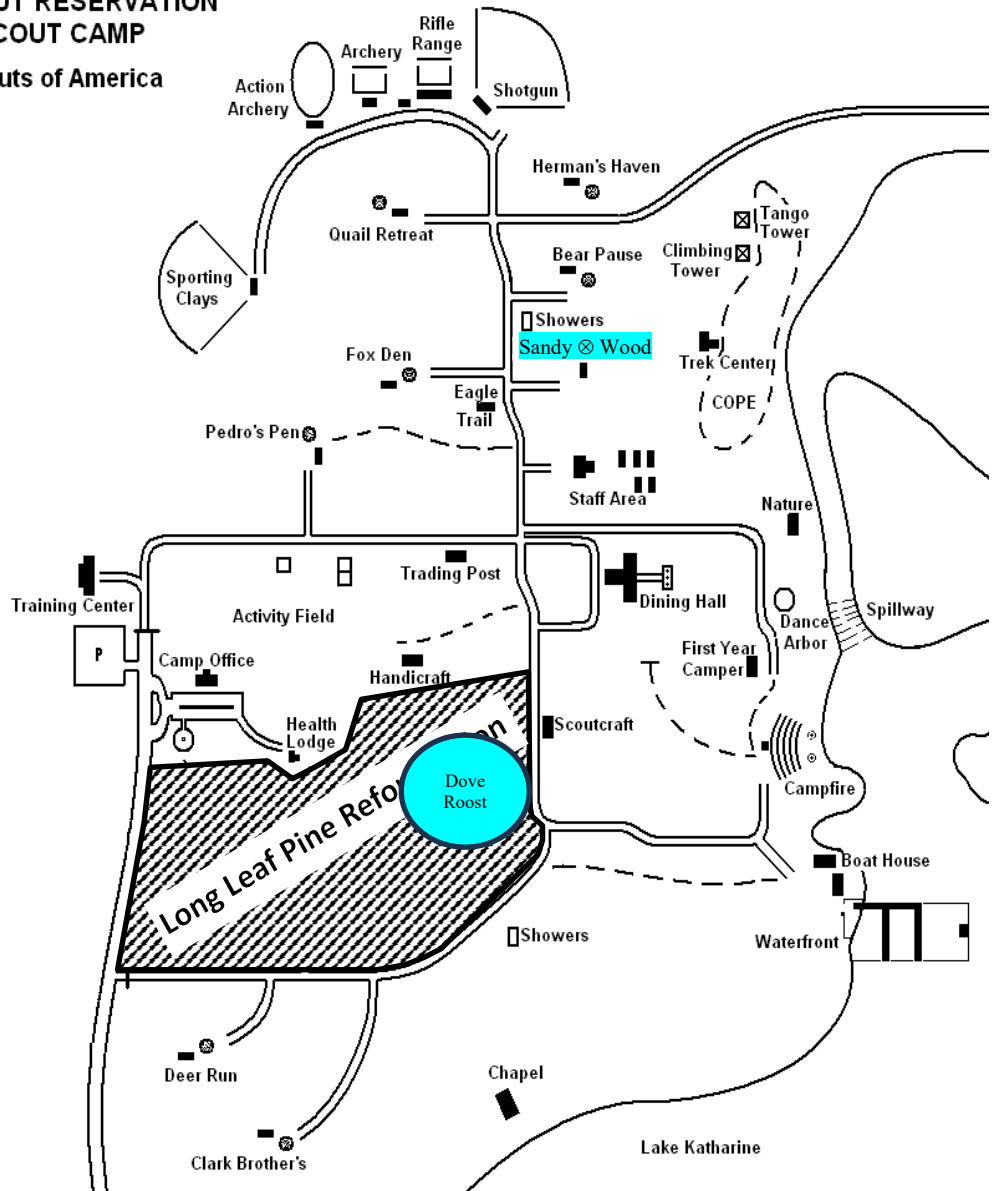 UT RESERVATION
COUT CAMP
uts of America
Rifle
Range
Archery
Action
Archery
Shotgun
Herman's Haven
Tango
Tower
Quail Retreat
Climbing
Tower
Bear Pause
Sporting
Clays
Showers
Sandy ⊗ Wood
Fox Den
Trek Center
Eagle
Trail
COPE
Pedro's Pen
Staff Area
Nature
Trading Post
Training Center
Dining Hall
Activity Field
Dance
Arbor
Spillway
P
Camp Office
First Year
Camper
Handicraft
Health
Lodge
Scoutcraft
Long Leaf Pine Refo on
Dove
Roost
Campfire
Boat House
Showers
Waterfront
Deer Run
Chapel
Clark Brother's
Lake Katharine